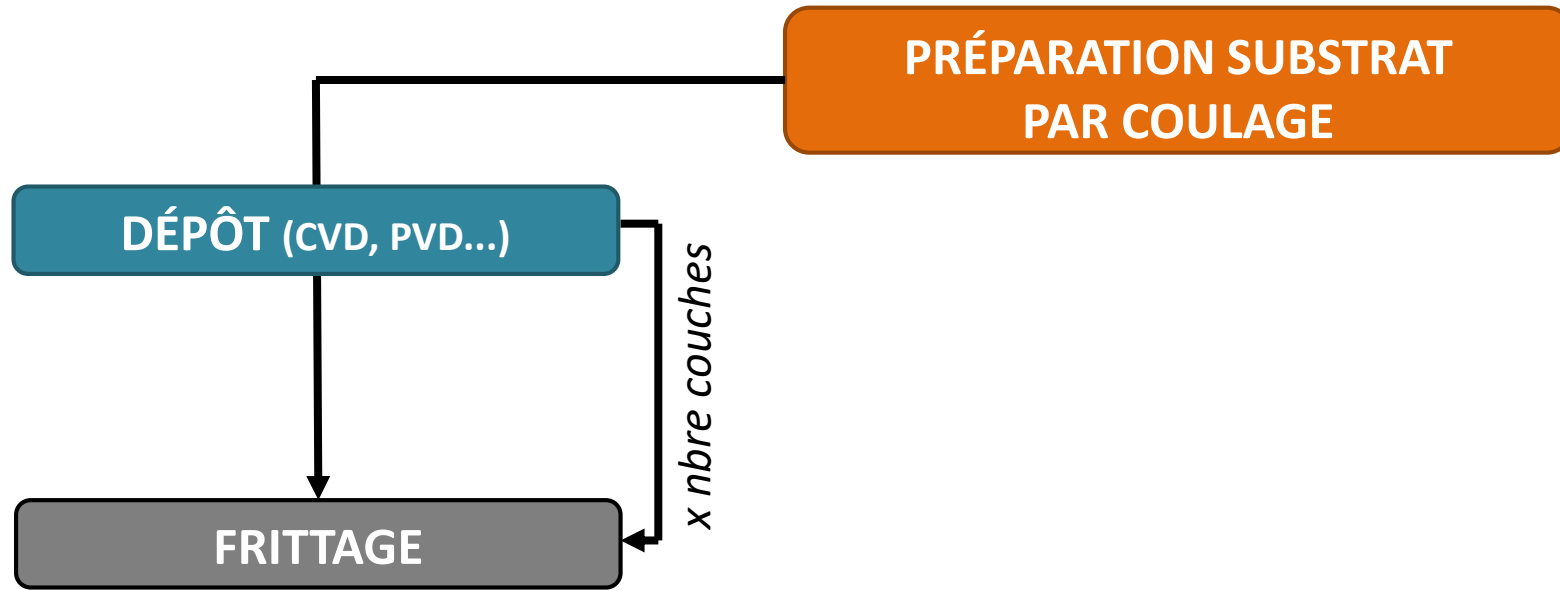 PRÉPARATION SUBSTRAT
PAR COULAGE
DÉPÔT (CVD, PVD...)
x nbre couches
FRITTAGE